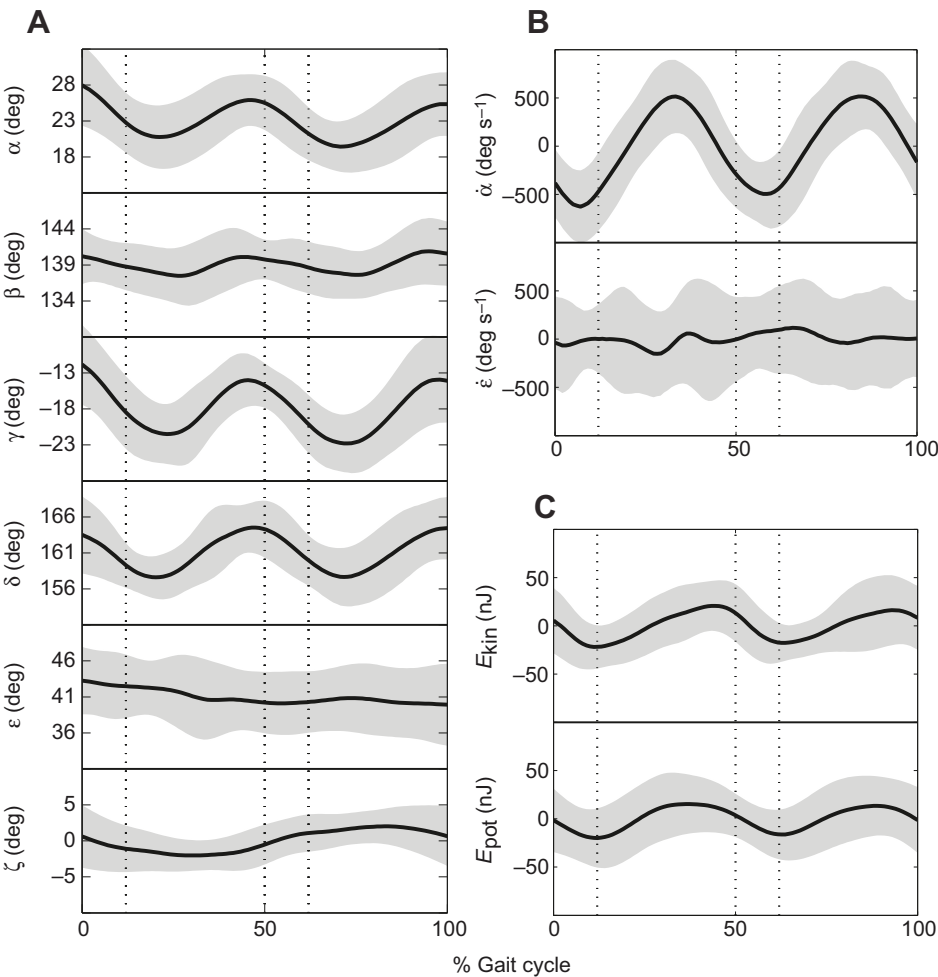 A
α (deg)
28
23
18
β (deg)
144
139
134
γ (deg)
–13
–18
–23
δ (deg)
166
161
156
ε (deg)
46
41
36
ζ (deg)
5
0
–5
0 50 100
B
α̇ (deg s⁻¹)
500
0
–500
ε̇ (deg s⁻¹)
500
0
–500
0 50 100
C
Ekin (nJ)
50
0
–50
Epot (nJ)
50
0
–50
0 50 100
% Gait cycle